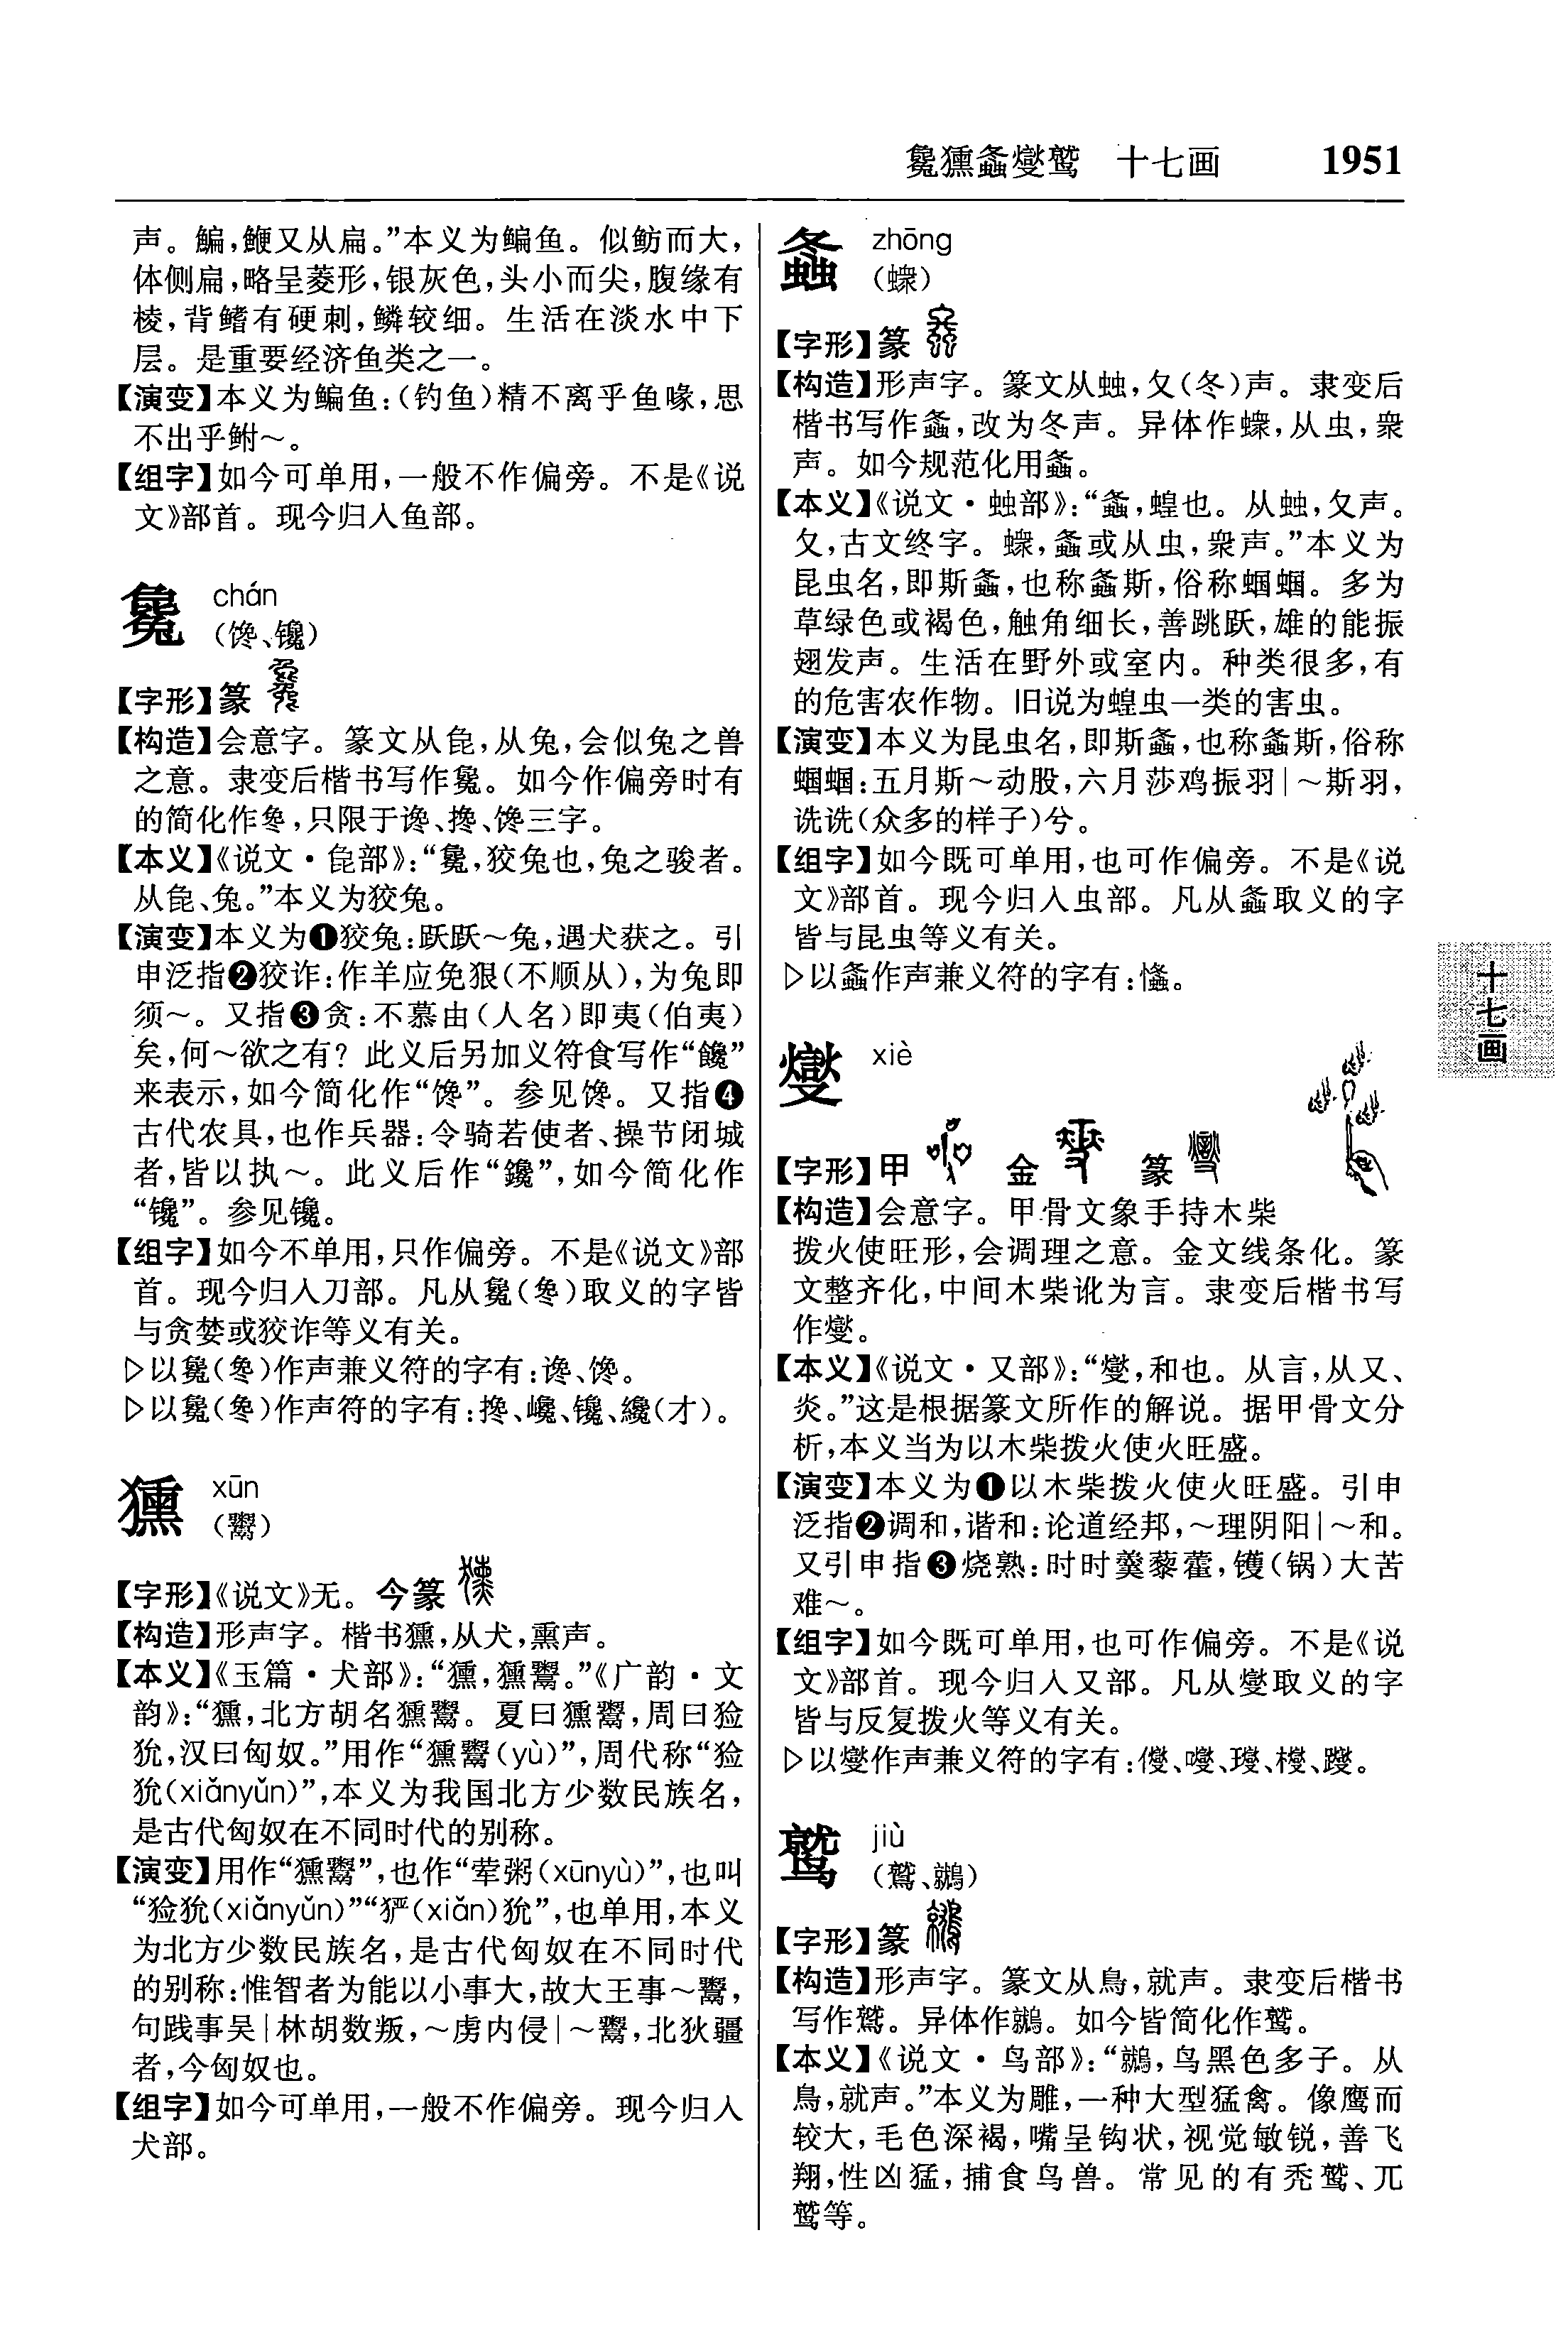 毚獯螽燮鹫　十七画　1951
声。鳊,鯾又从扁。”本义为鳊鱼。似鲂而大,
体侧扁,略呈菱形,银灰色,头小而尖,腹缘有
棱,背鳍有硬刺,鳞较细。生活在淡水中下
层。是重要经济鱼类之一。
【演变】本义为鳊鱼:(钓鱼)精不离乎鱼喙,思
不出乎鲋~。
【组字】如今可单用,一般不作偏旁。不是《说
文》部首。现今归入鱼部。
毚 chán
(馋、镵)
【字形】篆
【构造】会意字。篆文从㲋,从兔,会似兔之兽
之意。隶变后楷书写作毚。如今作偏旁时有
的简化作㲋,只限于谗、搀、馋三字。
【本义】《说文·㲋部》:“毚,狡兔也,兔之骏者。
从㲋、兔。”本义为狡兔。
【演变】本义为❶狡兔:跃跃~兔,遇犬获之。引
申泛指❷狡诈:作羊应免狠(不顺从),为兔即
须~。又指❸贪:不慕由(人名)即夷(伯夷)
矣,何~欲之有? 此义后另加义符食写作“饞”
来表示,如今简化作“馋”。参见馋。又指❹
古代农具,也作兵器:令骑若使者、操节闭城
者,皆以执~。此义后作“鑱”,如今简化作
“镵”。参见镵。
【组字】如今不单用,只作偏旁。不是《说文》部
首。现今归入刀部。凡从毚取义的字皆
与贪婪或狡诈等义有关。
▷以毚作声兼义符的字有:谗、馋。
▷以毚作声符的字有:搀、巉、镵、纔(才)。
獯 xūn
(鬻)
【字形】《说文》无。今篆
【构造】形声字。楷书獯,从犬,熏声。
【本义】《玉篇·犬部》:“獯,獯鬻。”《广韵·文
韵》:“獯,北方胡名獯鬻。夏曰獯鬻,周曰猃
狁,汉曰匈奴。”用作“獯鬻(yù)”,周代称“猃
狁(xiǎnyǔn)”,本义为我国北方少数民族名,
是古代匈奴在不同时代的别称。
【演变】用作“獯鬻”,也作“荤粥(xūnyù)”,也叫
“猃狁(xiǎnyǔn)”“𤞤(xiǎn)狁”,也单用,本义
为北方少数民族名,是古代匈奴在不同时代
的别称:惟智者为能以小事大,故大王事~鬻,
句践事吴|林胡数叛,~虏内侵|~鬻,北狄疆
者,今匈奴也。
【组字】如今可单用,一般不作偏旁。现今归入
犬部。
螽 zhōng
(蠑)
【字形】篆
【构造】形声字。篆文从䖵,夂(冬)声。隶变后
楷书写作螽,改为冬声。异体作蠑,从虫,衆
声。如今规范化用螽。
【本义】《说文·䖵部》:“螽,蝗也。从䖵,夂声。
夂,古文终字。蠑,螽或从虫,衆声。”本义为
昆虫名,即斯螽,也称螽斯,俗称蝈蝈。多为
草绿色或褐色,触角细长,善跳跃,雄的能振
翅发声。生活在野外或室内。种类很多,有
的危害农作物。旧说为蝗虫一类的害虫。
【演变】本义为昆虫名,即斯螽,也称螽斯,俗称
蝈蝈:五月斯~动股,六月莎鸡振羽|~斯羽,
诜诜(众多的样子)兮。
【组字】如今既可单用,也可作偏旁。不是《说
文》部首。现今归入虫部。凡从螽取义的字
皆与昆虫等义有关。
▷以螽作声兼义符的字有:
燮 xiè
【字形】甲　金　篆
【构造】会意字。甲骨文象手持木柴
拨火使旺形,会调理之意。金文线条化。篆
文整齐化,中间木柴讹为言。隶变后楷书写
作燮。
【本义】《说文·又部》:“燮,和也。从言,从又、
炎。”这是根据篆文所作的解说。据甲骨文分
析,本义当为以木柴拨火使火旺盛。
【演变】本义为❶以木柴拨火使火旺盛。引申
泛指❷调和,谐和:论道经邦,~理阴阳|~和。
又引申指❸烧熟:时时羹藜藿,镬(锅)大苦
难~。
【组字】如今既可单用,也可作偏旁。不是《说
文》部首。现今归入又部。凡从燮取义的字
皆与反复拨火等义有关。
▷以燮作声兼义符的字有:
鹫 jiù
(鷲、鷻)
【字形】篆
【构造】形声字。篆文从鳥,就声。隶变后楷书
写作鷲。异体作。如今皆简化作鹫。
【本义】《说文·鸟部》:“,鸟黑色多子。从
鳥,就声。”本义为雕,一种大型猛禽。像鹰而
较大,毛色深褐,嘴呈钩状,视觉敏锐,善飞
翔,性凶猛,捕食鸟兽。常见的有秃鹫、兀
鹫等。
十七画